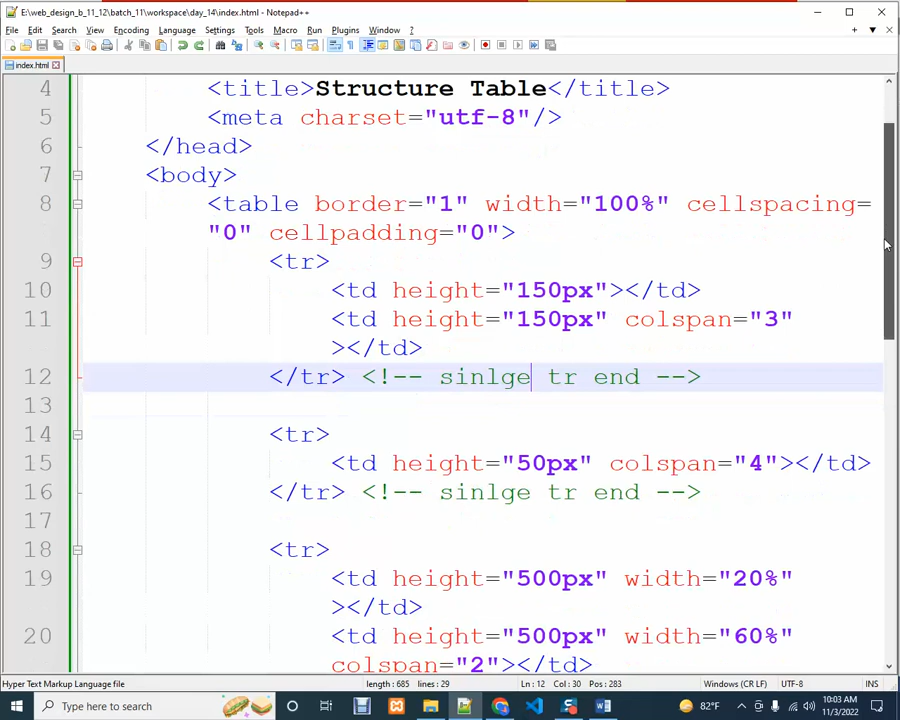 E:\web_design_b_11_12\batch_11\workspace\day_14\index.html - Notepad++
File Edit Search View Encoding Language Settings Tools Macro Run Plugins Window ?
index.html
4 <title>Structure Table</title>
5 <meta charset="utf-8"/>
6 </head>
7 <body>
8 <table border="1" width="100%" cellspacing=
"0" cellpadding="0">
9 <tr>
10 <td height="150px"></td>
11 <td height="150px" colspan="3"
></td>
12 </tr> <!-- sinlge tr end -->
13
14 <tr>
15 <td height="50px" colspan="4"></td>
16 </tr> <!-- sinlge tr end -->
17
18 <tr>
19 <td height="500px" width="20%"
></td>
20 <td height="500px" width="60%"
colspan="2"></td>
Hyper Text Markup Language file length : 685 lines : 29 Ln : 12 Col : 30 Pos : 283 Windows (CR LF) UTF-8 INS
Type here to search
82°F
10:03 AM
11/3/2022